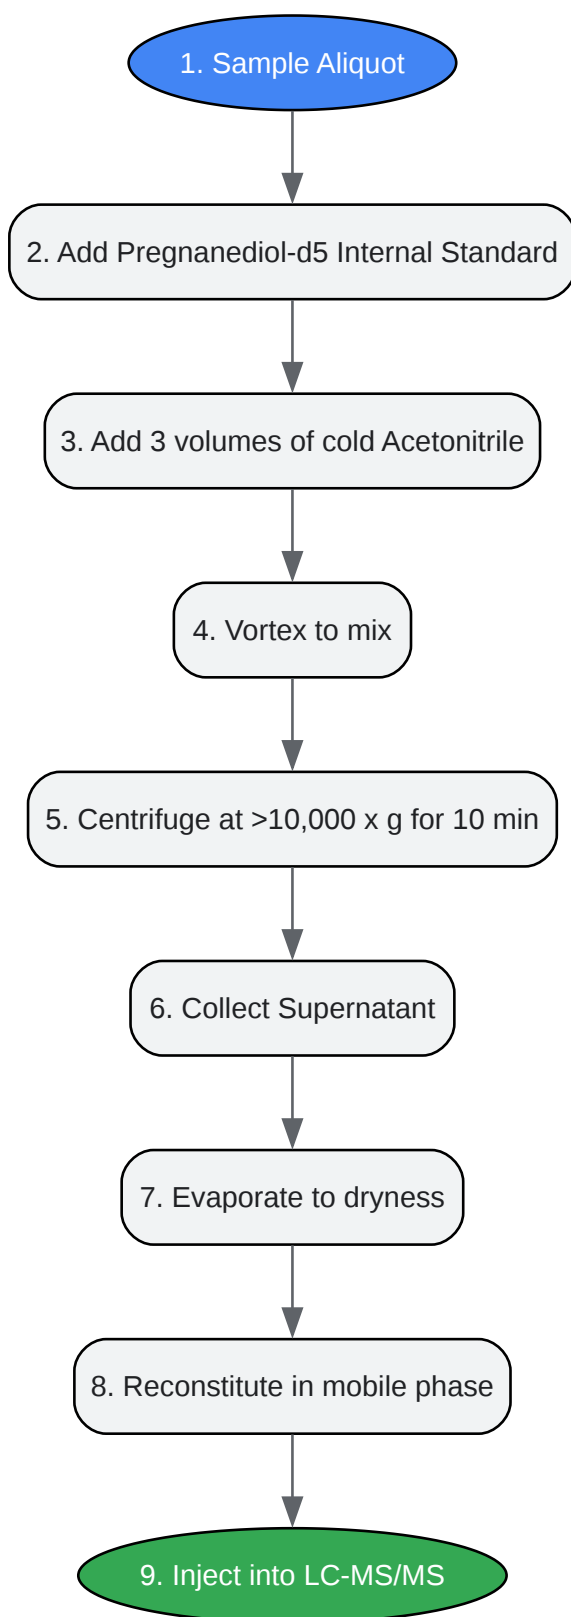 1. Sample Aliquot
2. Add Pregnanediol-d5 Internal Standard
3. Add 3 volumes of cold Acetonitrile
4. Vortex to mix
5. Centrifuge at >10,000 x g for 10 min
6. Collect Supernatant
7. Evaporate to dryness
8. Reconstitute in mobile phase
9. Inject into LC-MS/MS